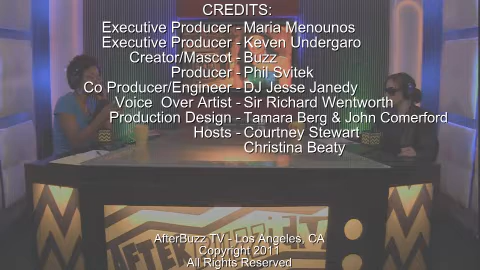 CREDITS:
Executive Producer - Maria Menounos
Executive Producer - Keven Undergaro
Creator/Mascot - Buzz
Producer - Phil Svitek
Co Producer/Engineer - DJ Jesse Janedy
Voice Over Artist - Sir Richard Wentworth
Production Design - Tamara Berg & John Comerford
Hosts - Courtney Stewart
Christina Beaty
AfterBuzz TV - Los Angeles, CA
Copyright 2011
All Rights Reserved